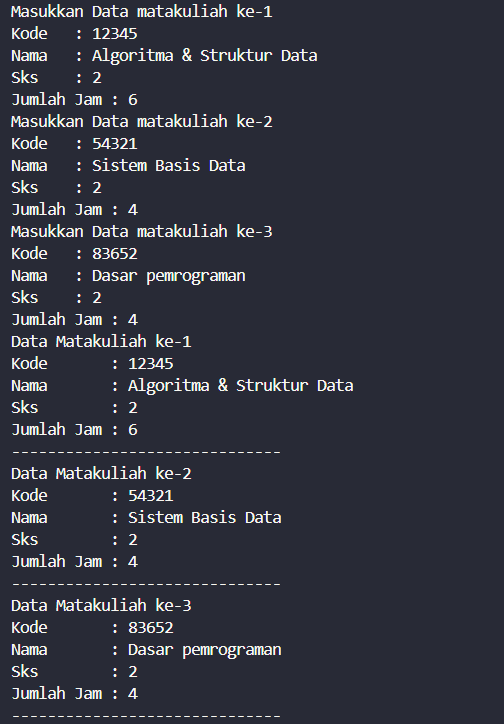 Masukkan Data matakuliah ke-1
Kode   : 12345
Nama   : Algoritma & Struktur Data
Sks    : 2
Jumlah Jam : 6
Masukkan Data matakuliah ke-2
Kode   : 54321
Nama   : Sistem Basis Data
Sks    : 2
Jumlah Jam : 4
Masukkan Data matakuliah ke-3
Kode   : 83652
Nama   : Dasar pemrograman
Sks    : 2
Jumlah Jam : 4
Data Matakuliah ke-1
Kode       : 12345
Nama       : Algoritma & Struktur Data
Sks        : 2
Jumlah Jam : 6
------------------------------
Data Matakuliah ke-2
Kode       : 54321
Nama       : Sistem Basis Data
Sks        : 2
Jumlah Jam : 4
------------------------------
Data Matakuliah ke-3
Kode       : 83652
Nama       : Dasar pemrograman
Sks        : 2
Jumlah Jam : 4
------------------------------